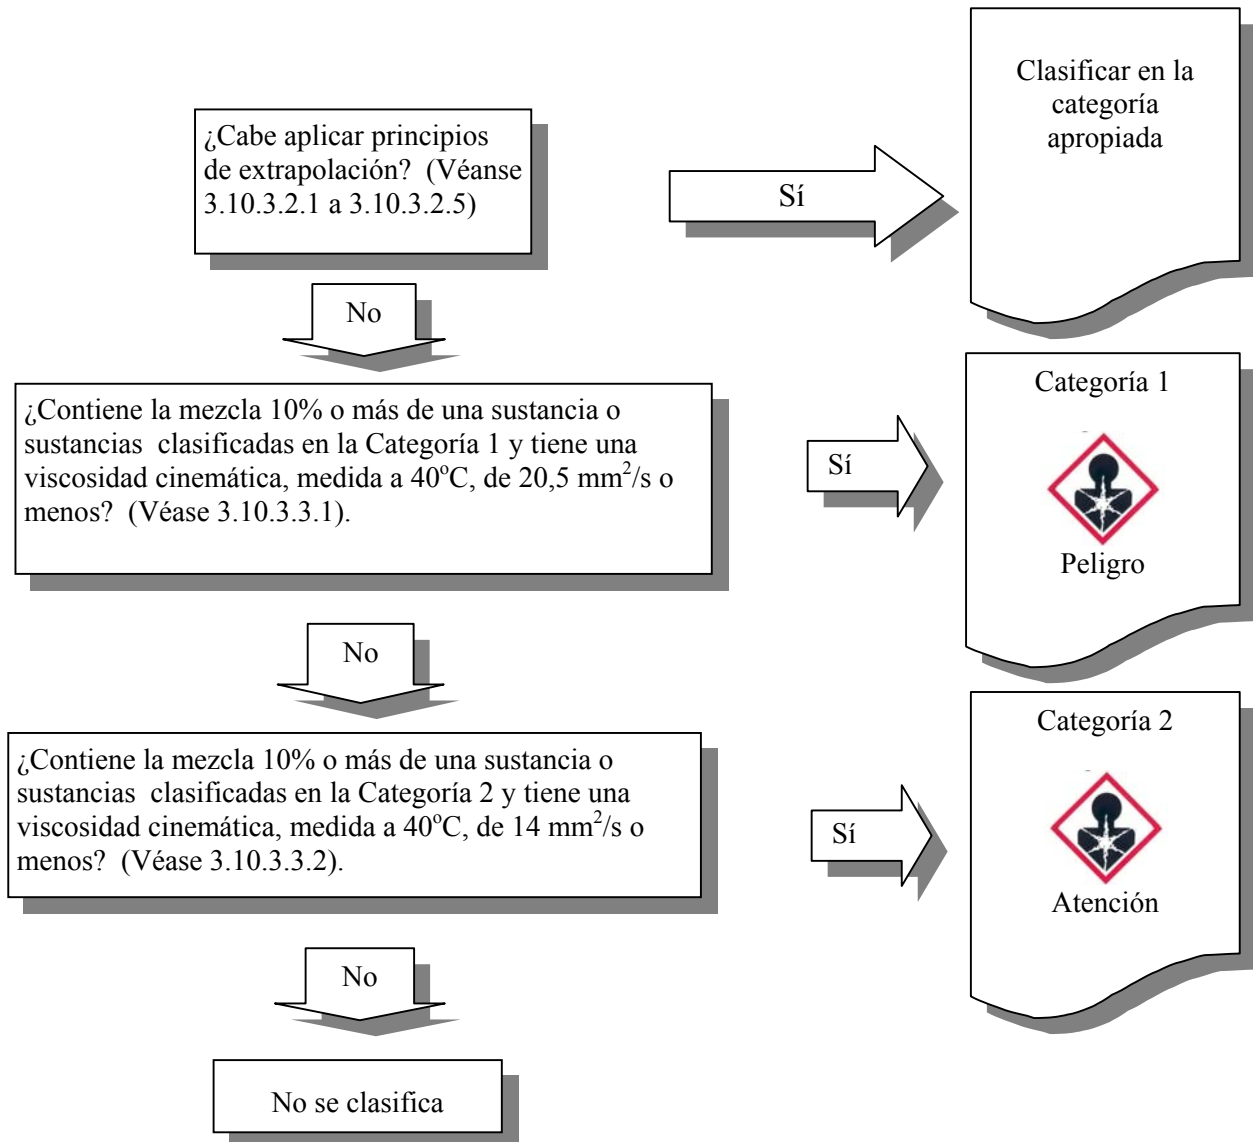 ¿Cabe aplicar principios
de extrapolación? (Véanse
3.10.3.2.1 a 3.10.3.2.5)
Sí
Clasificar en la
categoría
apropiada
No
¿Contiene la mezcla 10% o más de una sustancia o
sustancias clasificadas en la Categoría 1 y tiene una
viscosidad cinemática, medida a 40ºC, de 20,5 mm²/s o
menos? (Véase 3.10.3.3.1).
Sí
Categoría 1
Peligro
No
¿Contiene la mezcla 10% o más de una sustancia o
sustancias clasificadas en la Categoría 2 y tiene una
viscosidad cinemática, medida a 40ºC, de 14 mm²/s o
menos? (Véase 3.10.3.3.2).
Sí
Categoría 2
Atención
No
No se clasifica